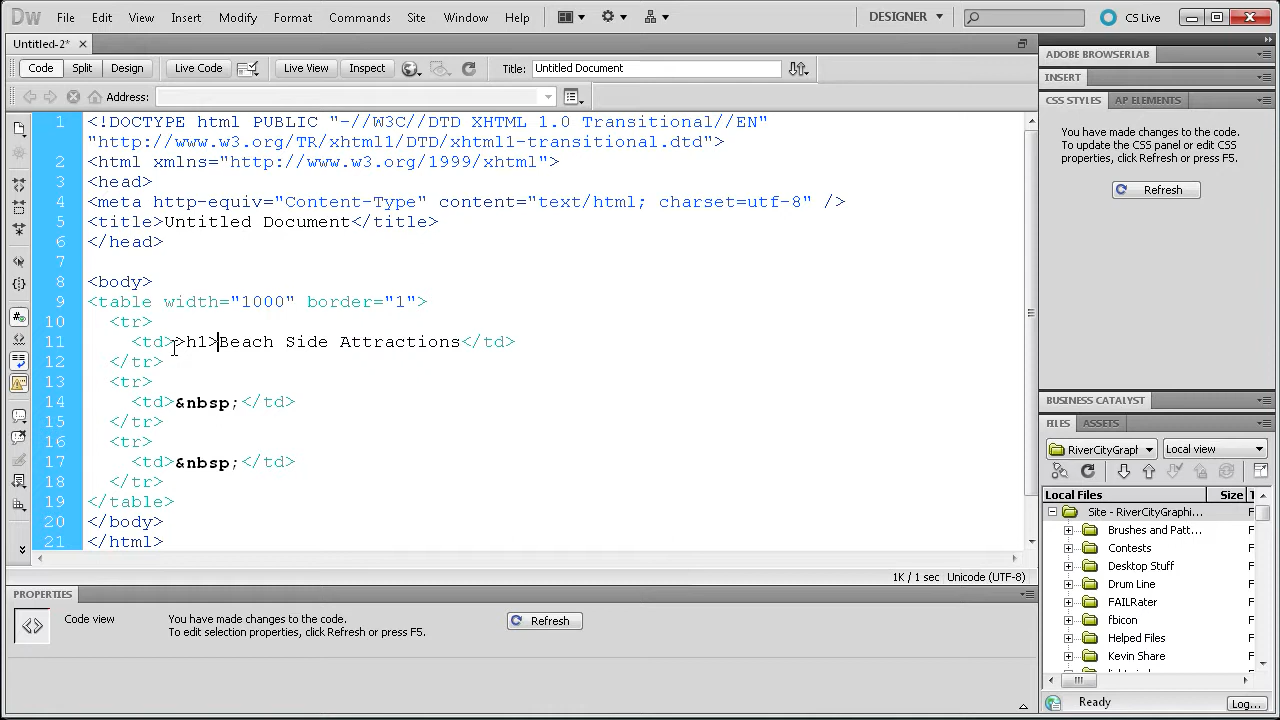 Dw File Edit View Insert Modify Format Commands Site Window Help DESIGNER CS Live
Untitled-2*
Code Split Design Live Code Live View Inspect Title: Untitled Document
Address:
1 <!DOCTYPE html PUBLIC "-//W3C//DTD XHTML 1.0 Transitional//EN"
"http://www.w3.org/TR/xhtml1/DTD/xhtml1-transitional.dtd">
2 <html xmlns="http://www.w3.org/1999/xhtml">
3 <head>
4 <meta http-equiv="Content-Type" content="text/html; charset=utf-8" />
5 <title>Untitled Document</title>
6 </head>
7
8 <body>
9 <table width="1000" border="1">
10 <tr>
11 <td>>h1>Beach Side Attractions</td>
12 </tr>
13 <tr>
14 <td>&nbsp;</td>
15 </tr>
16 <tr>
17 <td>&nbsp;</td>
18 </tr>
19 </table>
20 </body>
21 </html>
1K / 1 sec Unicode (UTF-8)
PROPERTIES
Code view
You have made changes to the code.
To edit selection properties, click Refresh or press F5.
Refresh
ADOBE BROWSERLAB
INSERT
CSS STYLES AP ELEMENTS
You have made changes to the code.
To update the CSS panel or edit CSS
properties, click Refresh or press F5.
Refresh
BUSINESS CATALYST
FILES ASSETS
RiverCityGraph Local view
Local Files Size T
Site - RiverCityGraphi... F
Brushes and Patt... F
Contests F
Desktop Stuff F
Drum Line F
FAILRater F
fbicon F
Helped Files F
Kevin Share F
Ready Log...